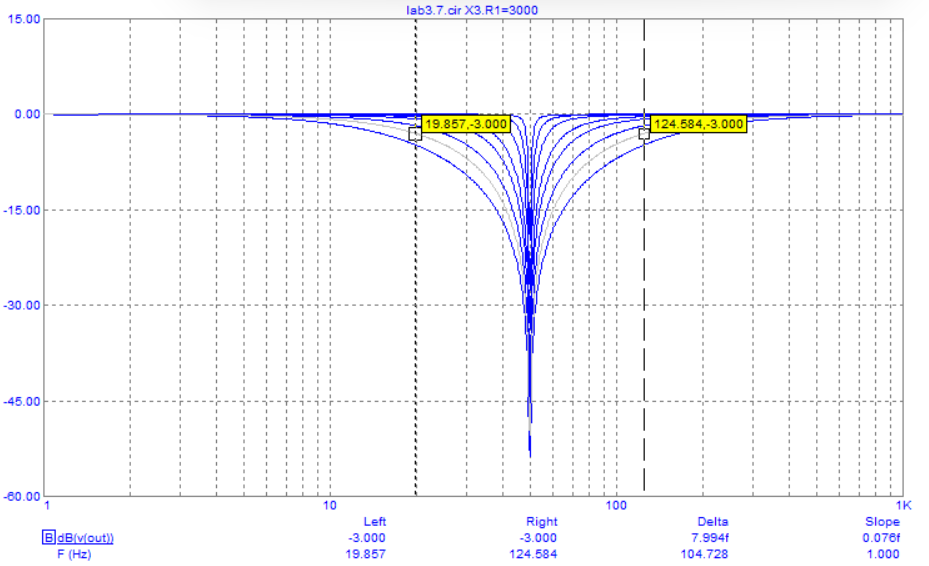 lab3.7.cir X3.R1=3000
15.00
0.00
19.857,-3.000 124.584,-3.000
-15.00
-30.00
-45.00
-60.00
1 10 100 1K
Left Right Delta Slope
B dB(v(out)) -3.000 -3.000 7.994f 0.076f
F (Hz) 19.857 124.584 104.728 1.000